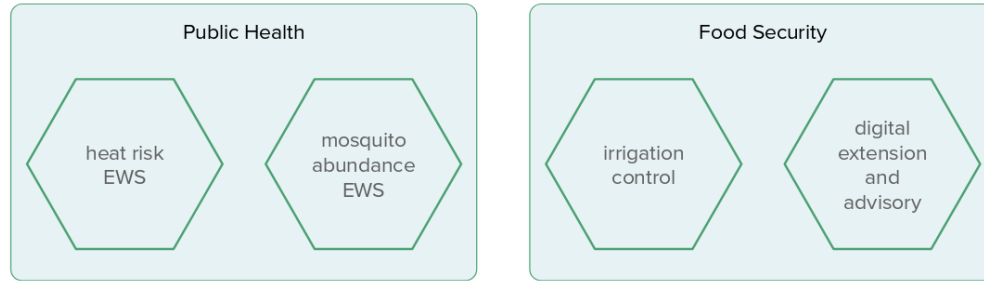 Public Health
heat risk
EWS
mosquito
abundance
EWS
Food Security
irrigation
control
digital
extension
and
advisory